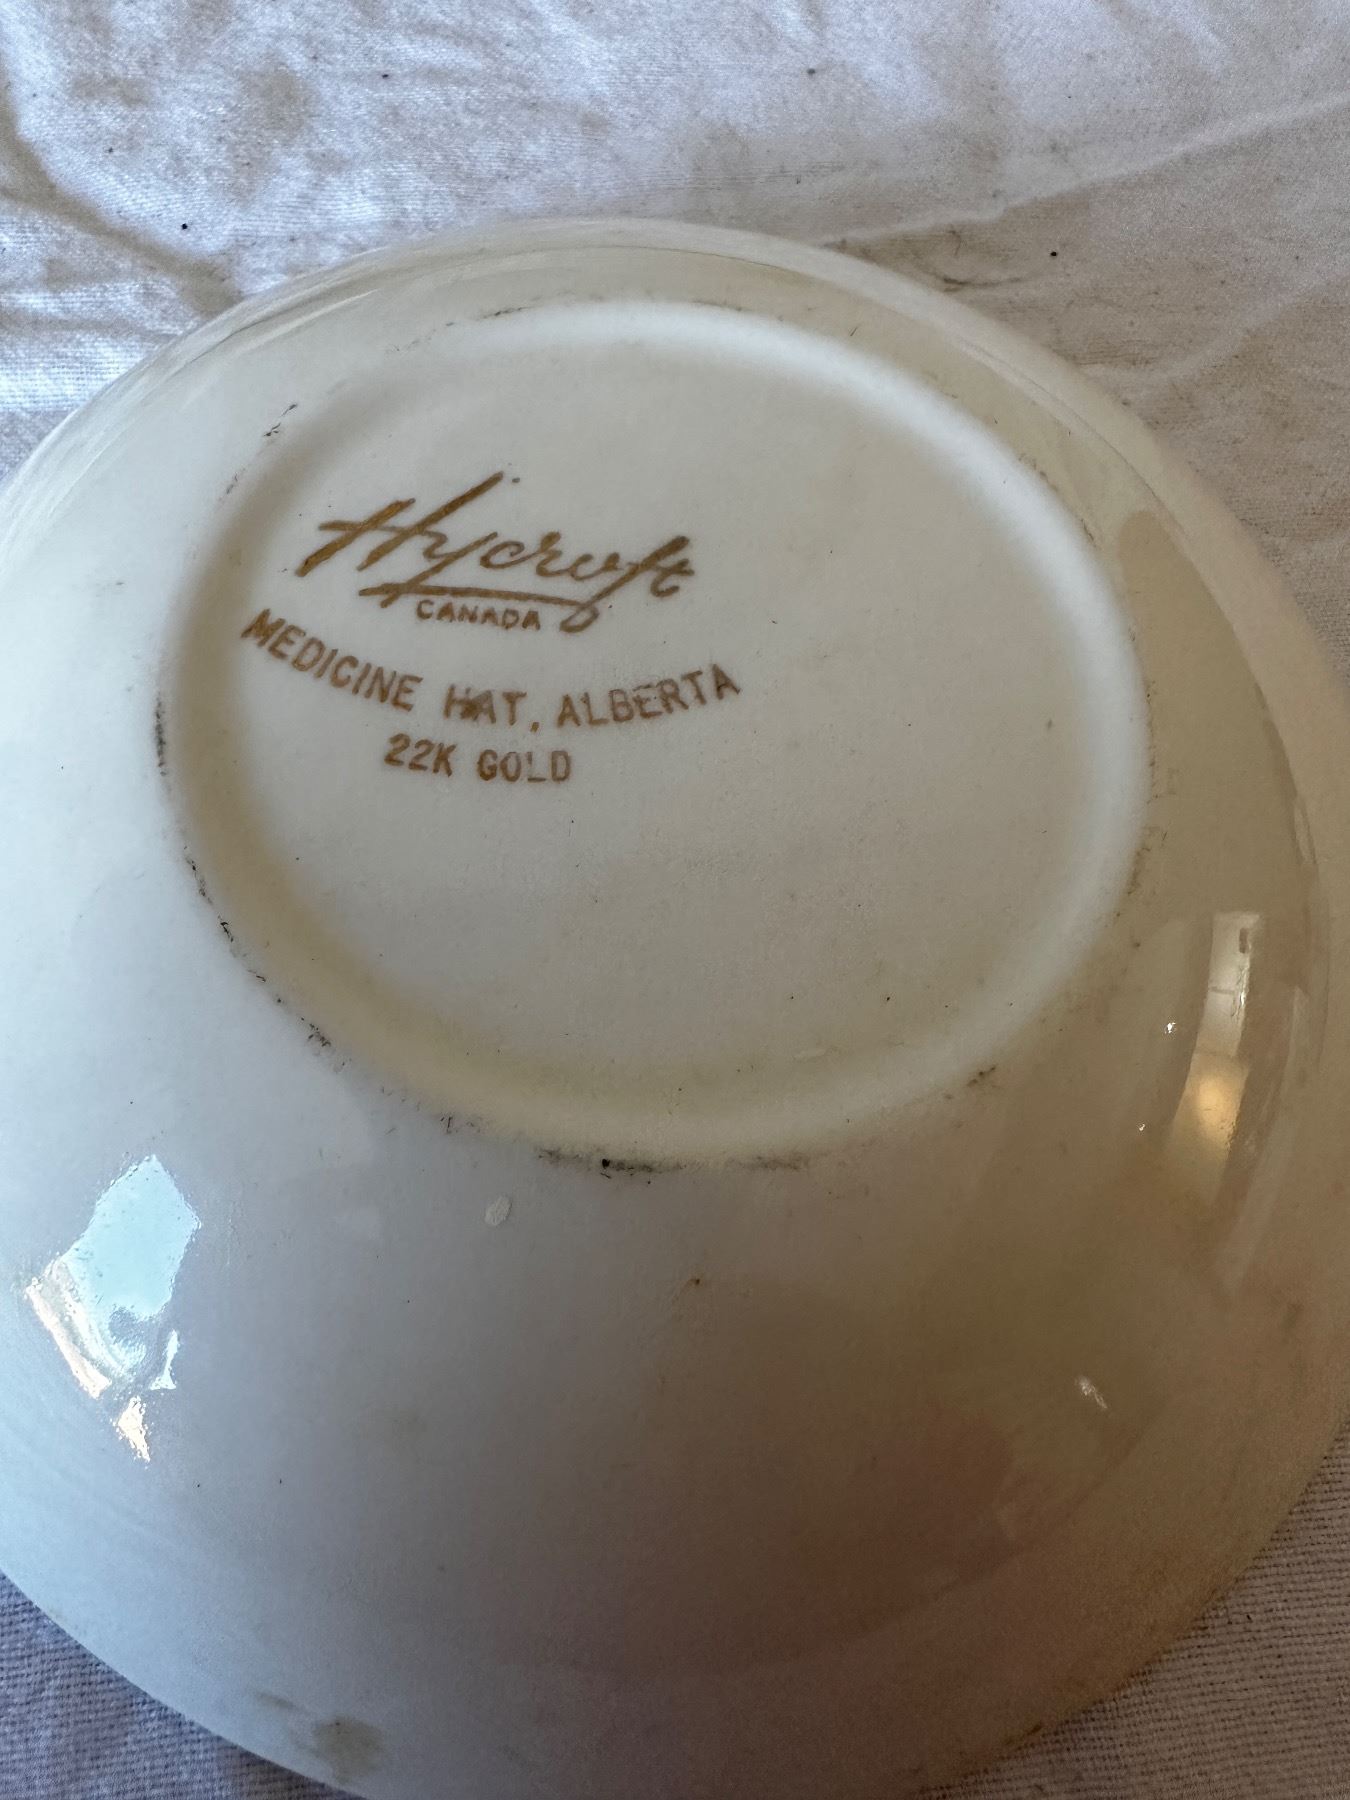 Hycroft
CANADA
MEDICINE HAT, ALBERTA
22K GOLD